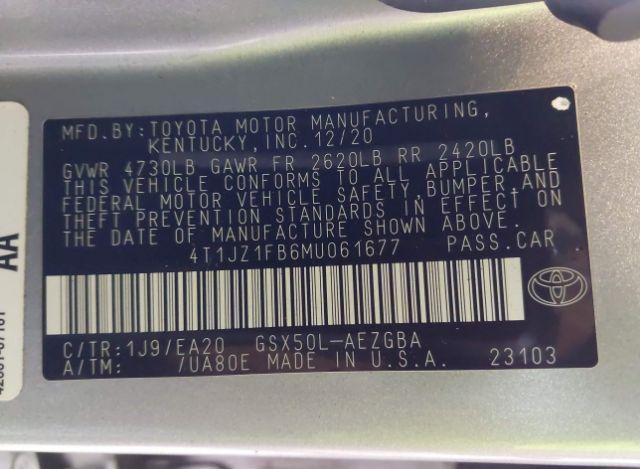 MFD.BY: TOYOTA MOTOR MANUFACTURING,
KENTUCKY, INC. 12/20
GVWR 4730LB GAWR FR 2620LB RR 2420LB
THIS VEHICLE CONFORMS TO ALL APPLICABLE
FEDERAL MOTOR VEHICLE SAFETY, BUMPER, AND
THEFT PREVENTION STANDARDS IN EFFECT ON
THE DATE OF MANUFACTURE SHOWN ABOVE.
4T1JZ1FB6MU061677 PASS.CAR
C/TR: 1J9/EA20 GSX50L-AEZGBA
A/TM: /UA80E MADE IN U.S.A. 23103
AA